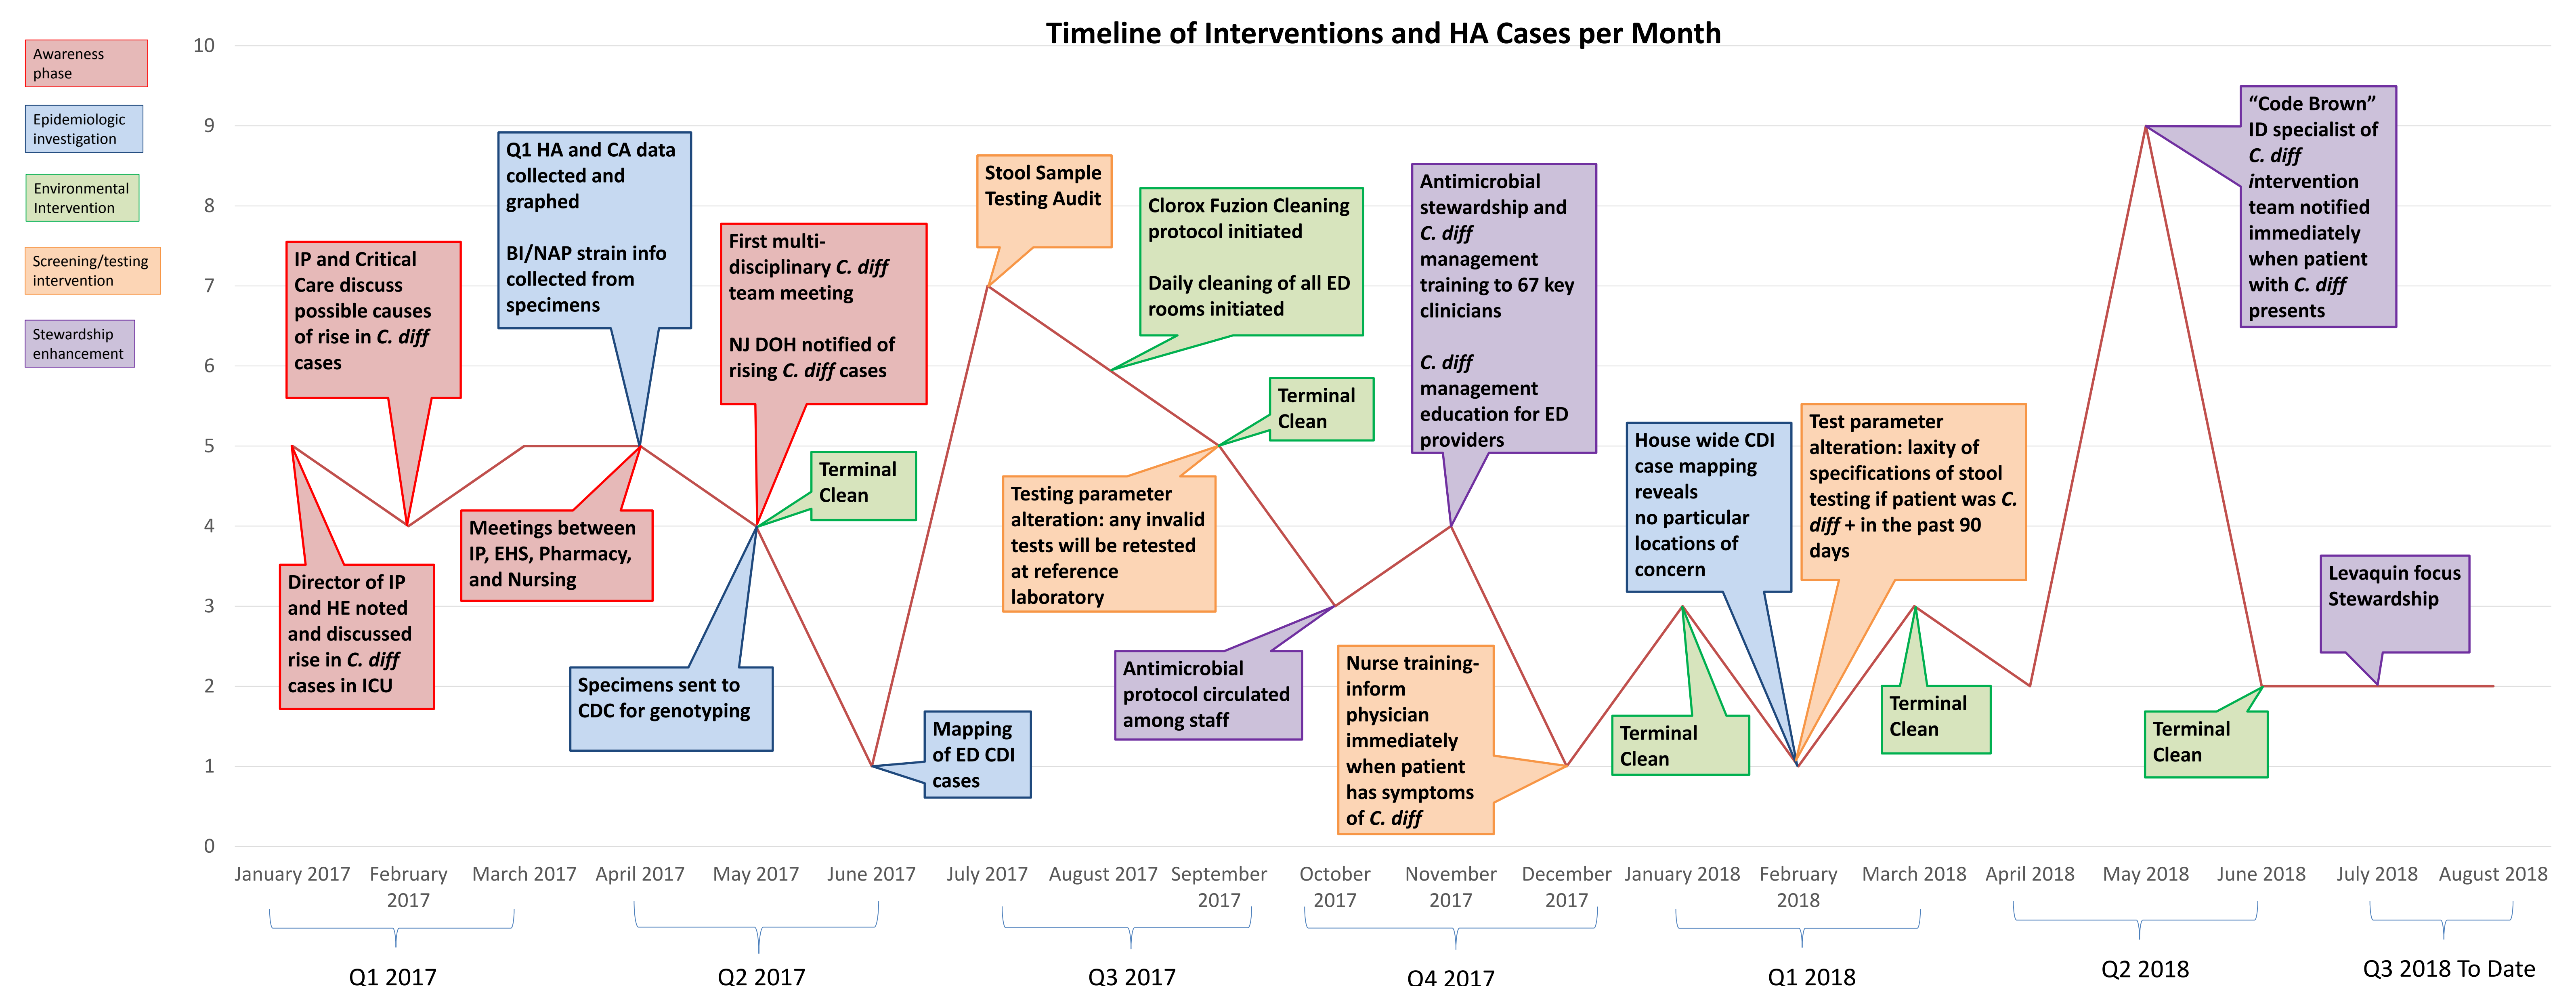 Timeline of Interventions and HA Cases per Month
Awareness
phase
Epidemiologic
investigation
Environmental
Intervention
Screening/testing
intervention
Stewardship
enhancement
10
9
8
7
6
5
4
3
2
1
0
IP and Critical
Care discuss
possible causes
of rise in C. diff
cases
Director of IP
and HE noted
and discussed
rise in C. diff
cases in ICU
Q1 HA and CA data
collected and
graphed
BI/NAP strain info
collected from
specimens
Meetings between
IP, EHS, Pharmacy,
and Nursing
First multi-
disciplinary C. diff
team meeting
NJ DOH notified of
rising C. diff cases
Terminal
Clean
Specimens sent to
CDC for genotyping
Mapping
of ED CDI
cases
Stool Sample
Testing Audit
Clorox Fuzion Cleaning
protocol initiated
Daily cleaning of all ED
rooms initiated
Terminal
Clean
Testing parameter
alteration: any invalid
tests will be retested
at reference
laboratory
Antimicrobial
protocol circulated
among staff
Antimicrobial
stewardship and
C. diff
management
training to 67 key
clinicians
C. diff
management
education for ED
providers
Nurse training-
inform
physician
immediately
when patient
has symptoms
of C. diff
House wide CDI
case mapping
reveals
no particular
locations of
concern
Terminal
Clean
Test parameter
alteration: laxity of
specifications of stool
testing if patient was C.
diff + in the past 90
days
Terminal
Clean
“Code Brown”
ID specialist of
C. diff
intervention
team notified
immediately
when patient
with C. diff
presents
Terminal
Clean
Levaquin focus
Stewardship
January 2017
February
2017
March 2017
April 2017
May 2017
June 2017
July 2017
August 2017
September
2017
October
2017
November
2017
December
2017
January 2018
February
2018
March 2018
April 2018
May 2018
June 2018
July 2018
August 2018
Q1 2017
Q2 2017
Q3 2017
Q4 2017
Q1 2018
Q2 2018
Q3 2018 To Date